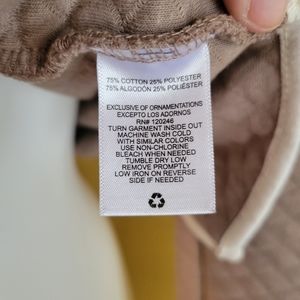 75% COTTON 25% POLYESTER
75% ALGODÓN 25% POLIÉSTER
EXCLUSIVE OF ORNAMENTATIONS
EXCEPTO LOS ADORNOS
RN# 120246
TURN GARMENT INSIDE OUT
MACHINE WASH COLD
WITH SIMILAR COLORS
USE NON-CHLORINE
BLEACH WHEN NEEDED
TUMBLE DRY LOW
REMOVE PROMPTLY
LOW IRON ON REVERSE
SIDE IF NEEDED